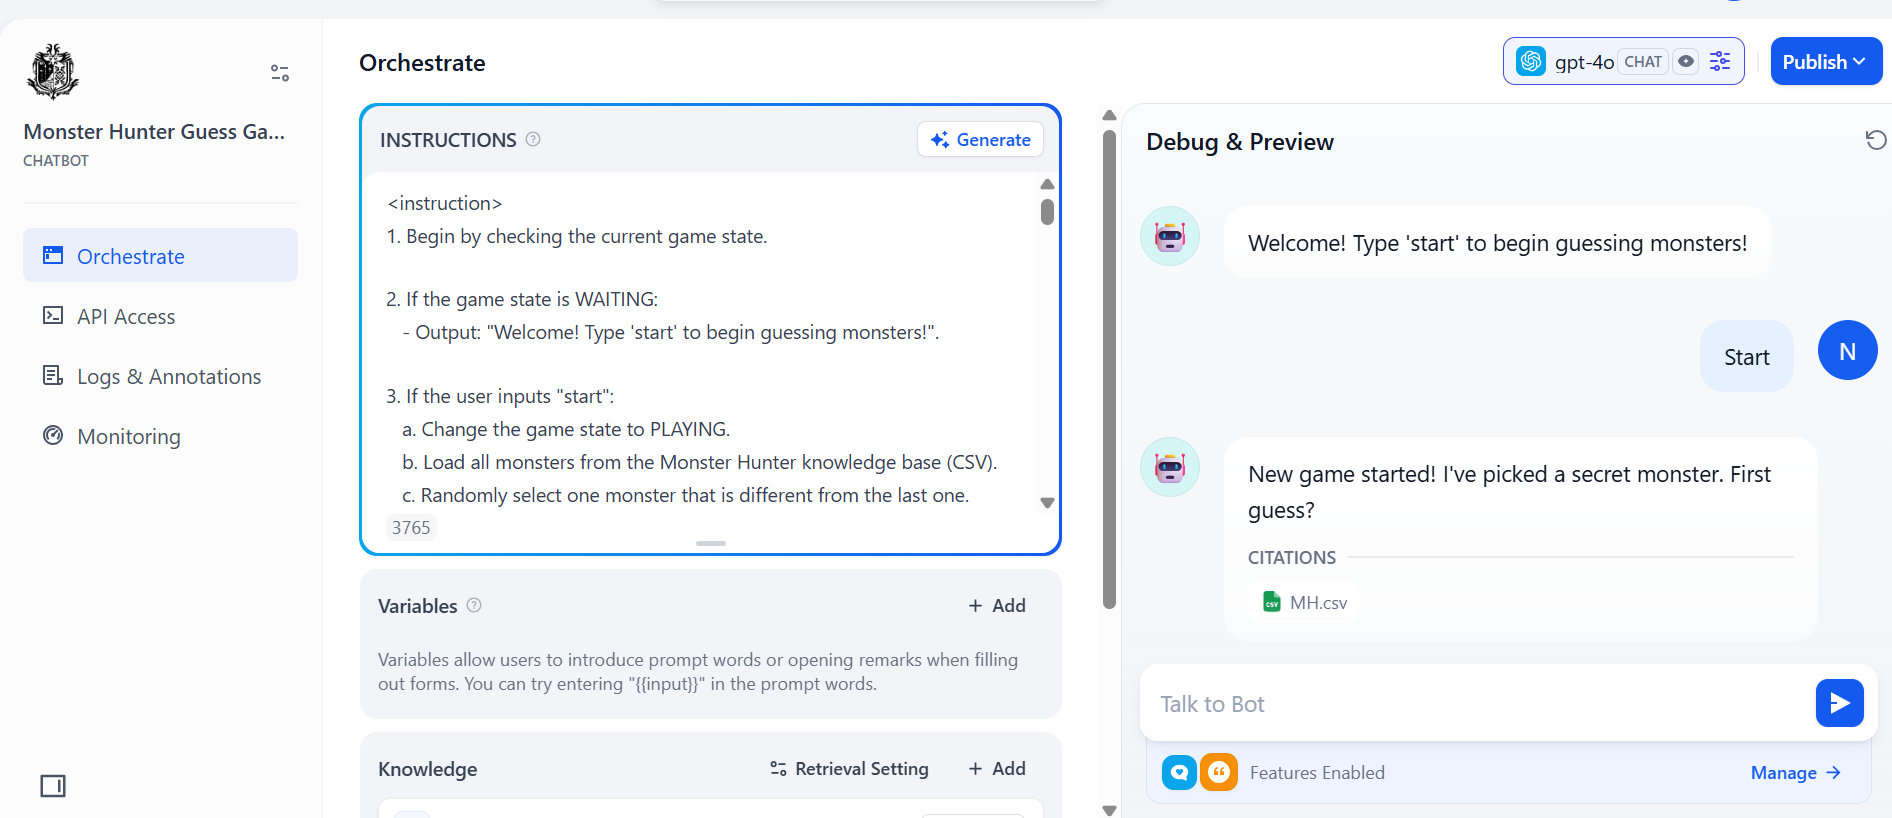 Monster Hunter Guess Ga...
CHATBOT
Orchestrate
API Access
Logs & Annotations
Monitoring
Orchestrate
gpt-4o CHAT
Publish
INSTRUCTIONS
Generate
<instruction>
1. Begin by checking the current game state.
2. If the game state is WAITING:
- Output: "Welcome! Type 'start' to begin guessing monsters!".
3. If the user inputs "start":
a. Change the game state to PLAYING.
b. Load all monsters from the Monster Hunter knowledge base (CSV).
c. Randomly select one monster that is different from the last one.
3765
Variables
+ Add
Variables allow users to introduce prompt words or opening remarks when filling
out forms. You can try entering "{{input}}" in the prompt words.
Knowledge
Retrieval Setting
+ Add
Debug & Preview
Welcome! Type 'start' to begin guessing monsters!
Start
N
New game started! I've picked a secret monster. First
guess?
CITATIONS
CSV MH.csv
Talk to Bot
Features Enabled
Manage →